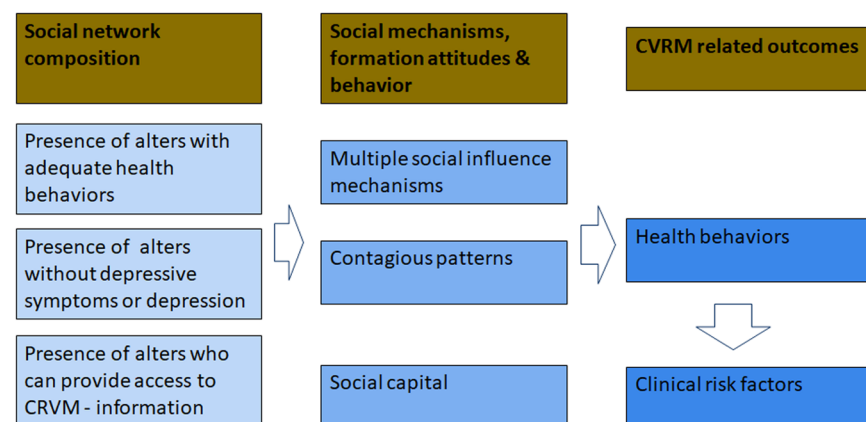 Social network
composition
Social mechanisms,
formation attitudes &
behavior
CVRM related outcomes
Presence of alters with
adequate health
behaviors
Multiple social influence
mechanisms
Health behaviors
Presence of  alters
without depressive
symptoms or depression
Contagious patterns
Presence of alters who
can provide access to
CRVM - information
Social capital
Clinical risk factors